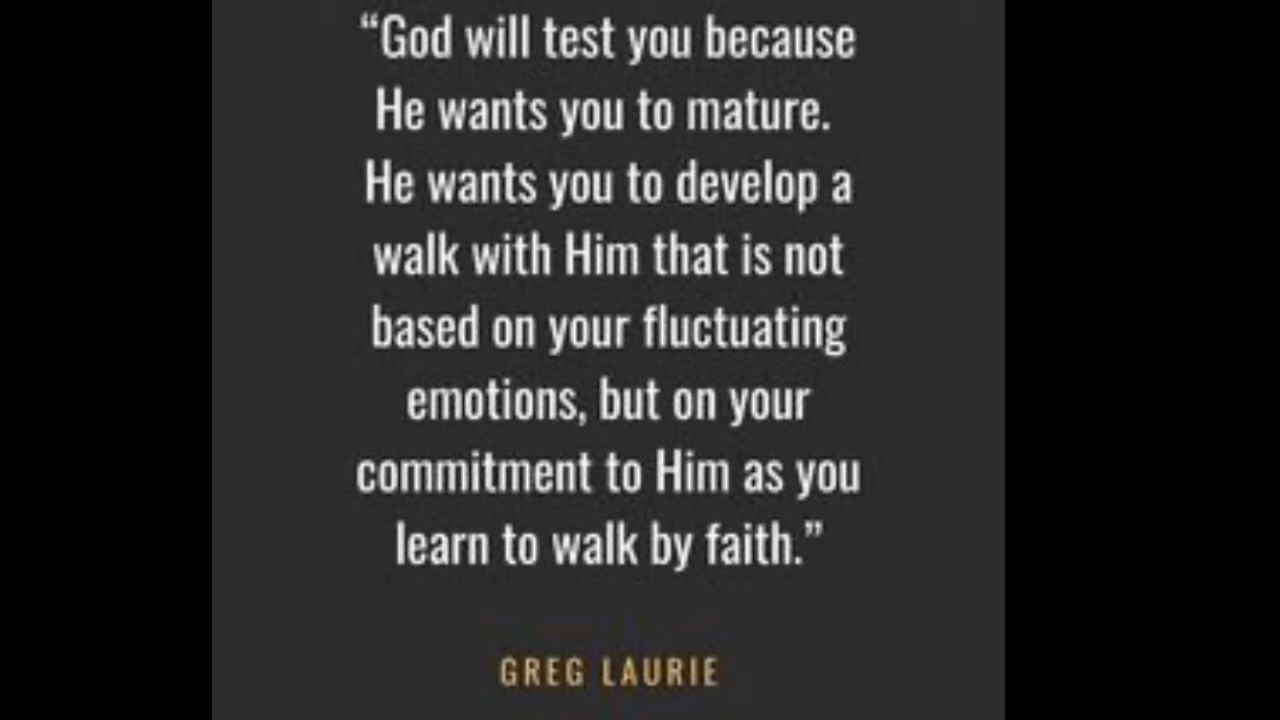 “God will test you because
He wants you to mature.
He wants you to develop a
walk with Him that is not
based on your fluctuating
emotions, but on your
commitment to Him as you
learn to walk by faith.”
GREG LAURIE